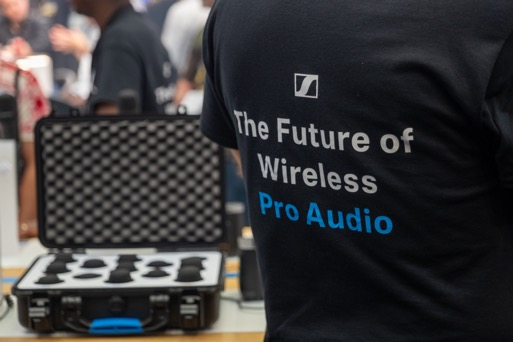 The Future of
Wireless
Pro Audio